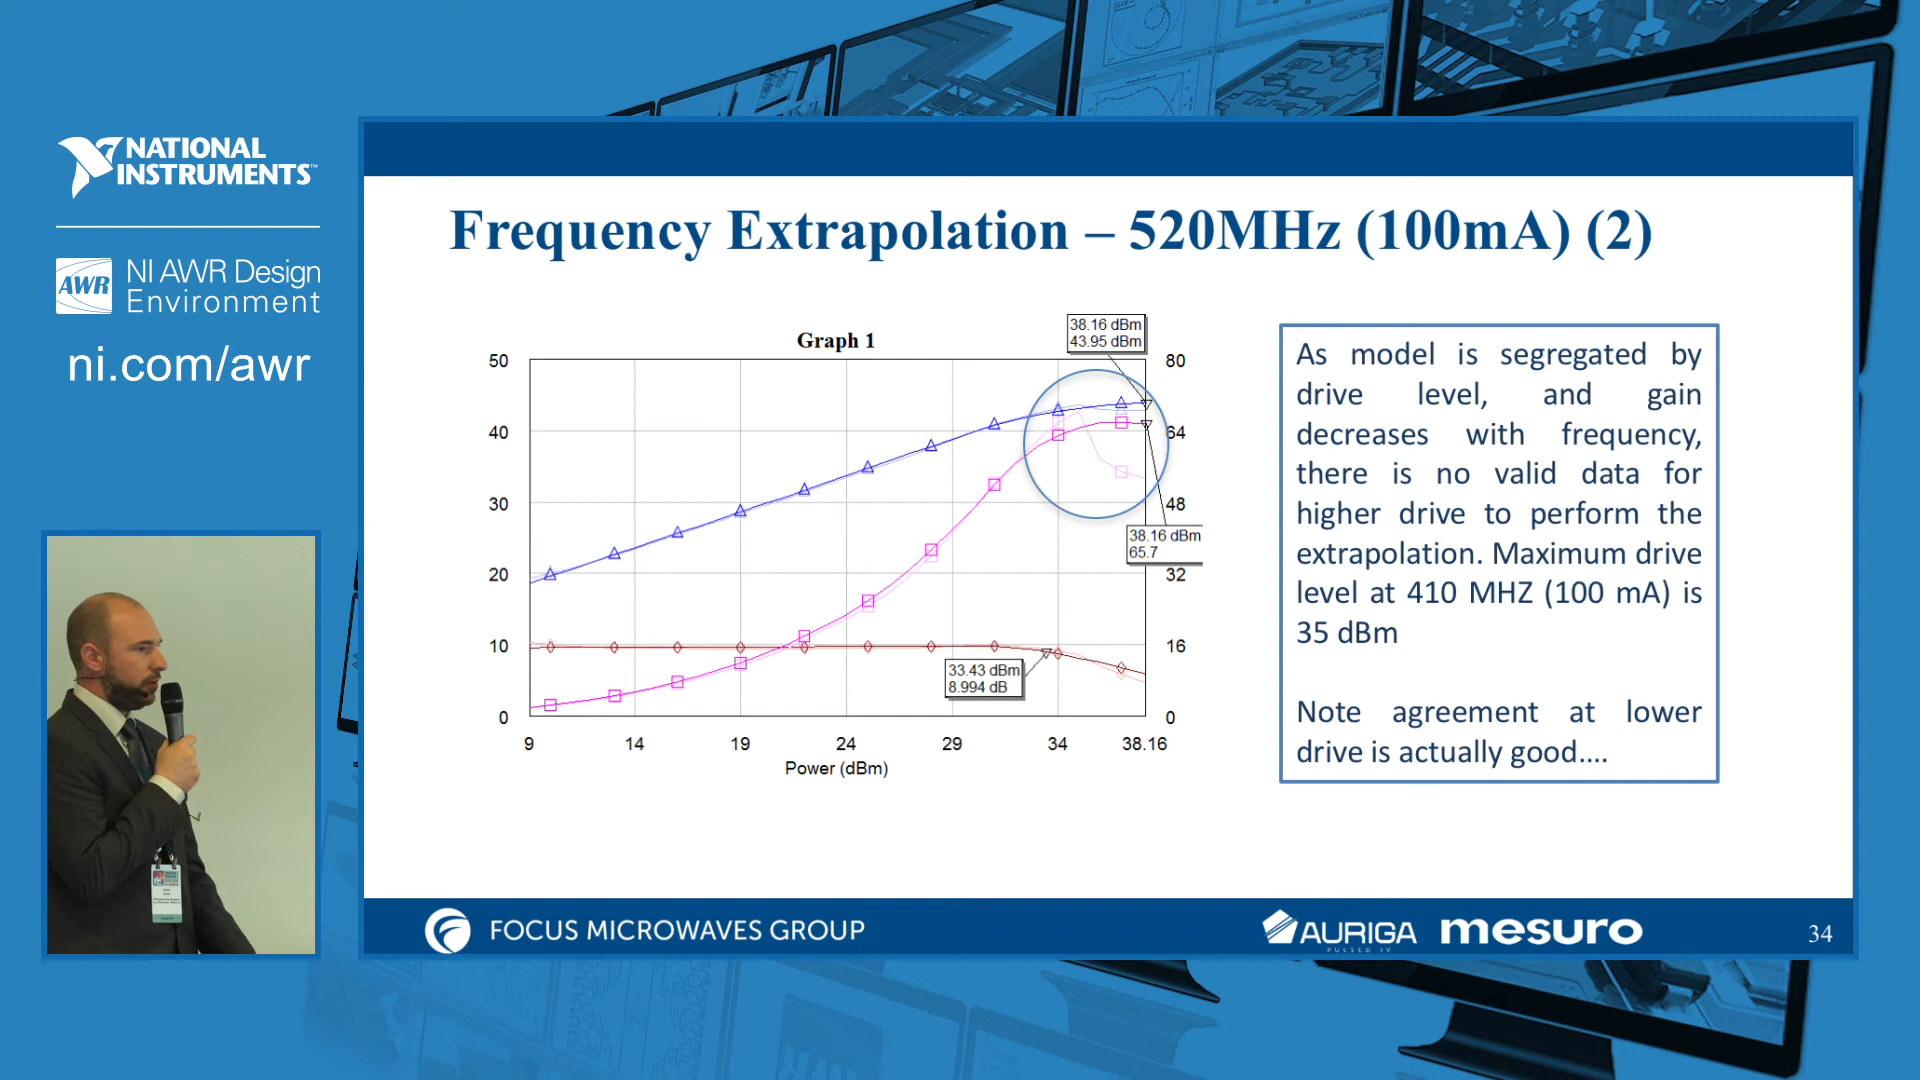 NATIONAL
INSTRUMENTS™
AWR
NI AWR Design
Environment
ni.com/awr
Frequency Extrapolation – 520MHz (100mA) (2)
Graph 1
38.16 dBm
43.95 dBm
50
40
30
20
10
0
80
64
48
32
16
0
38.16 dBm
65.7
33.43 dBm
8.994 dB
9
14
19
24
29
34
38.16
Power (dBm)
As model is segregated by
drive level, and gain
decreases with frequency,
there is no valid data for
higher drive to perform the
extrapolation. Maximum drive
level at 410 MHZ (100 mA) is
35 dBm
Note agreement at lower
drive is actually good....
FOCUS MICROWAVES GROUP
AURIGA
PULSED IV
mesuro
34